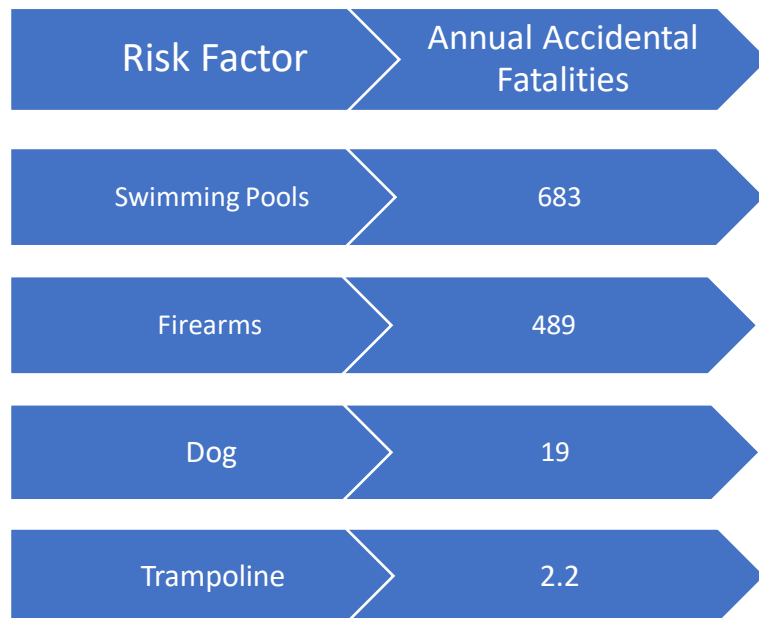 Risk Factor
Annual Accidental
Fatalities
Swimming Pools
683
Firearms
489
Dog
19
Trampoline
2.2